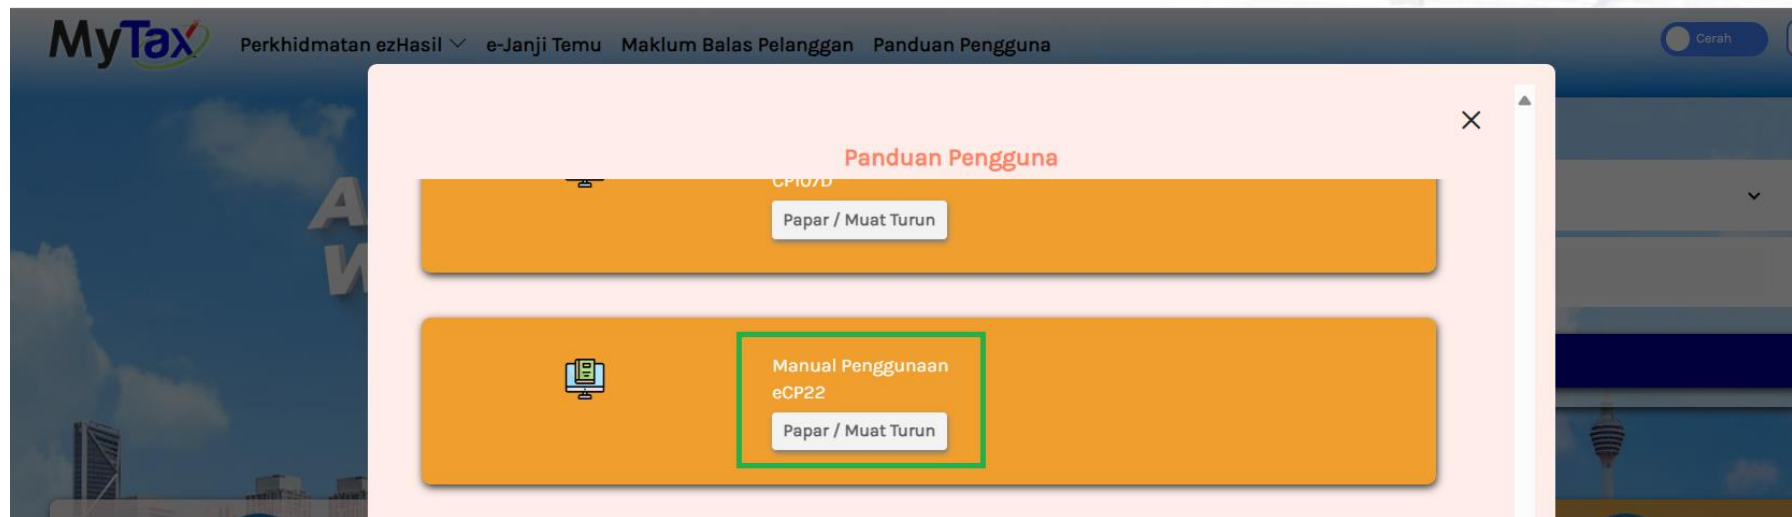 MyTax
Perkhidmatan ezHasil e-Janji Temu Maklum Balas Pelanggan Panduan Pengguna
Cerah
Panduan Pengguna
CP107D
Papar / Muat Turun
Manual Penggunaan
eCP22
Papar / Muat Turun